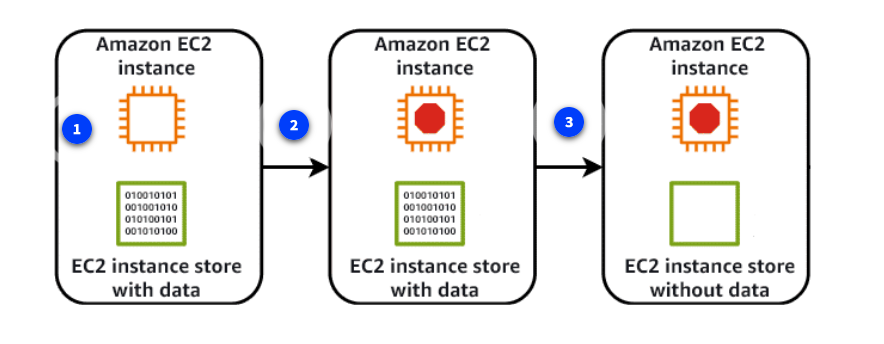 Amazon EC2
instance
1
010010101
001001010
010100101
001010100
EC2 instance store
with data
2
Amazon EC2
instance
010010101
001001010
010100101
001010100
EC2 instance store
with data
3
Amazon EC2
instance
EC2 instance store
without data